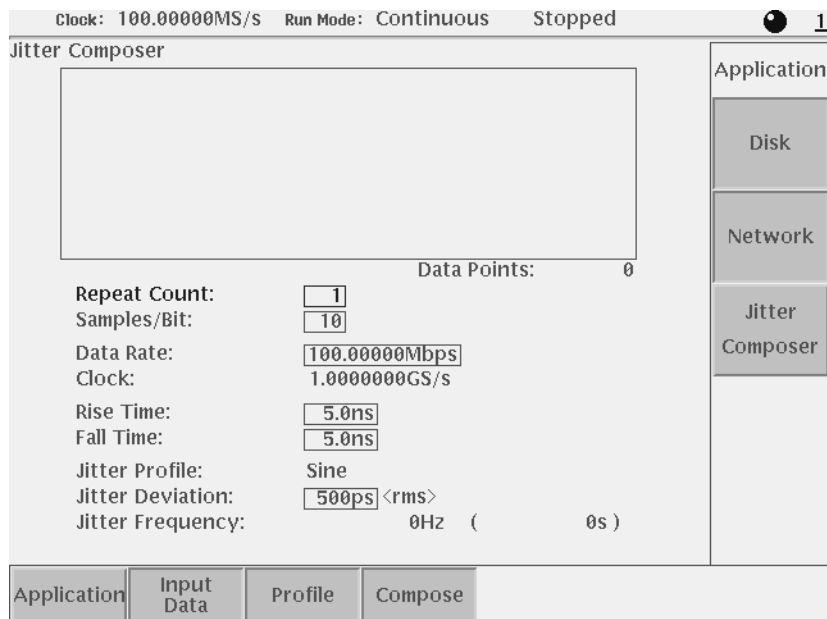 Clock: 100.00000MS/s Run Mode: Continuous Stopped 1
Jitter Composer
Application
Disk
Network
Jitter
Composer
Data Points: 0
Repeat Count: 1
Samples/Bit: 10
Data Rate: 100.00000Mbps
Clock: 1.0000000GS/s
Rise Time: 5.0ns
Fall Time: 5.0ns
Jitter Profile: Sine
Jitter Deviation: 500ps <rms>
Jitter Frequency: 0Hz ( 0s )
Application
Input
Data
Profile
Compose